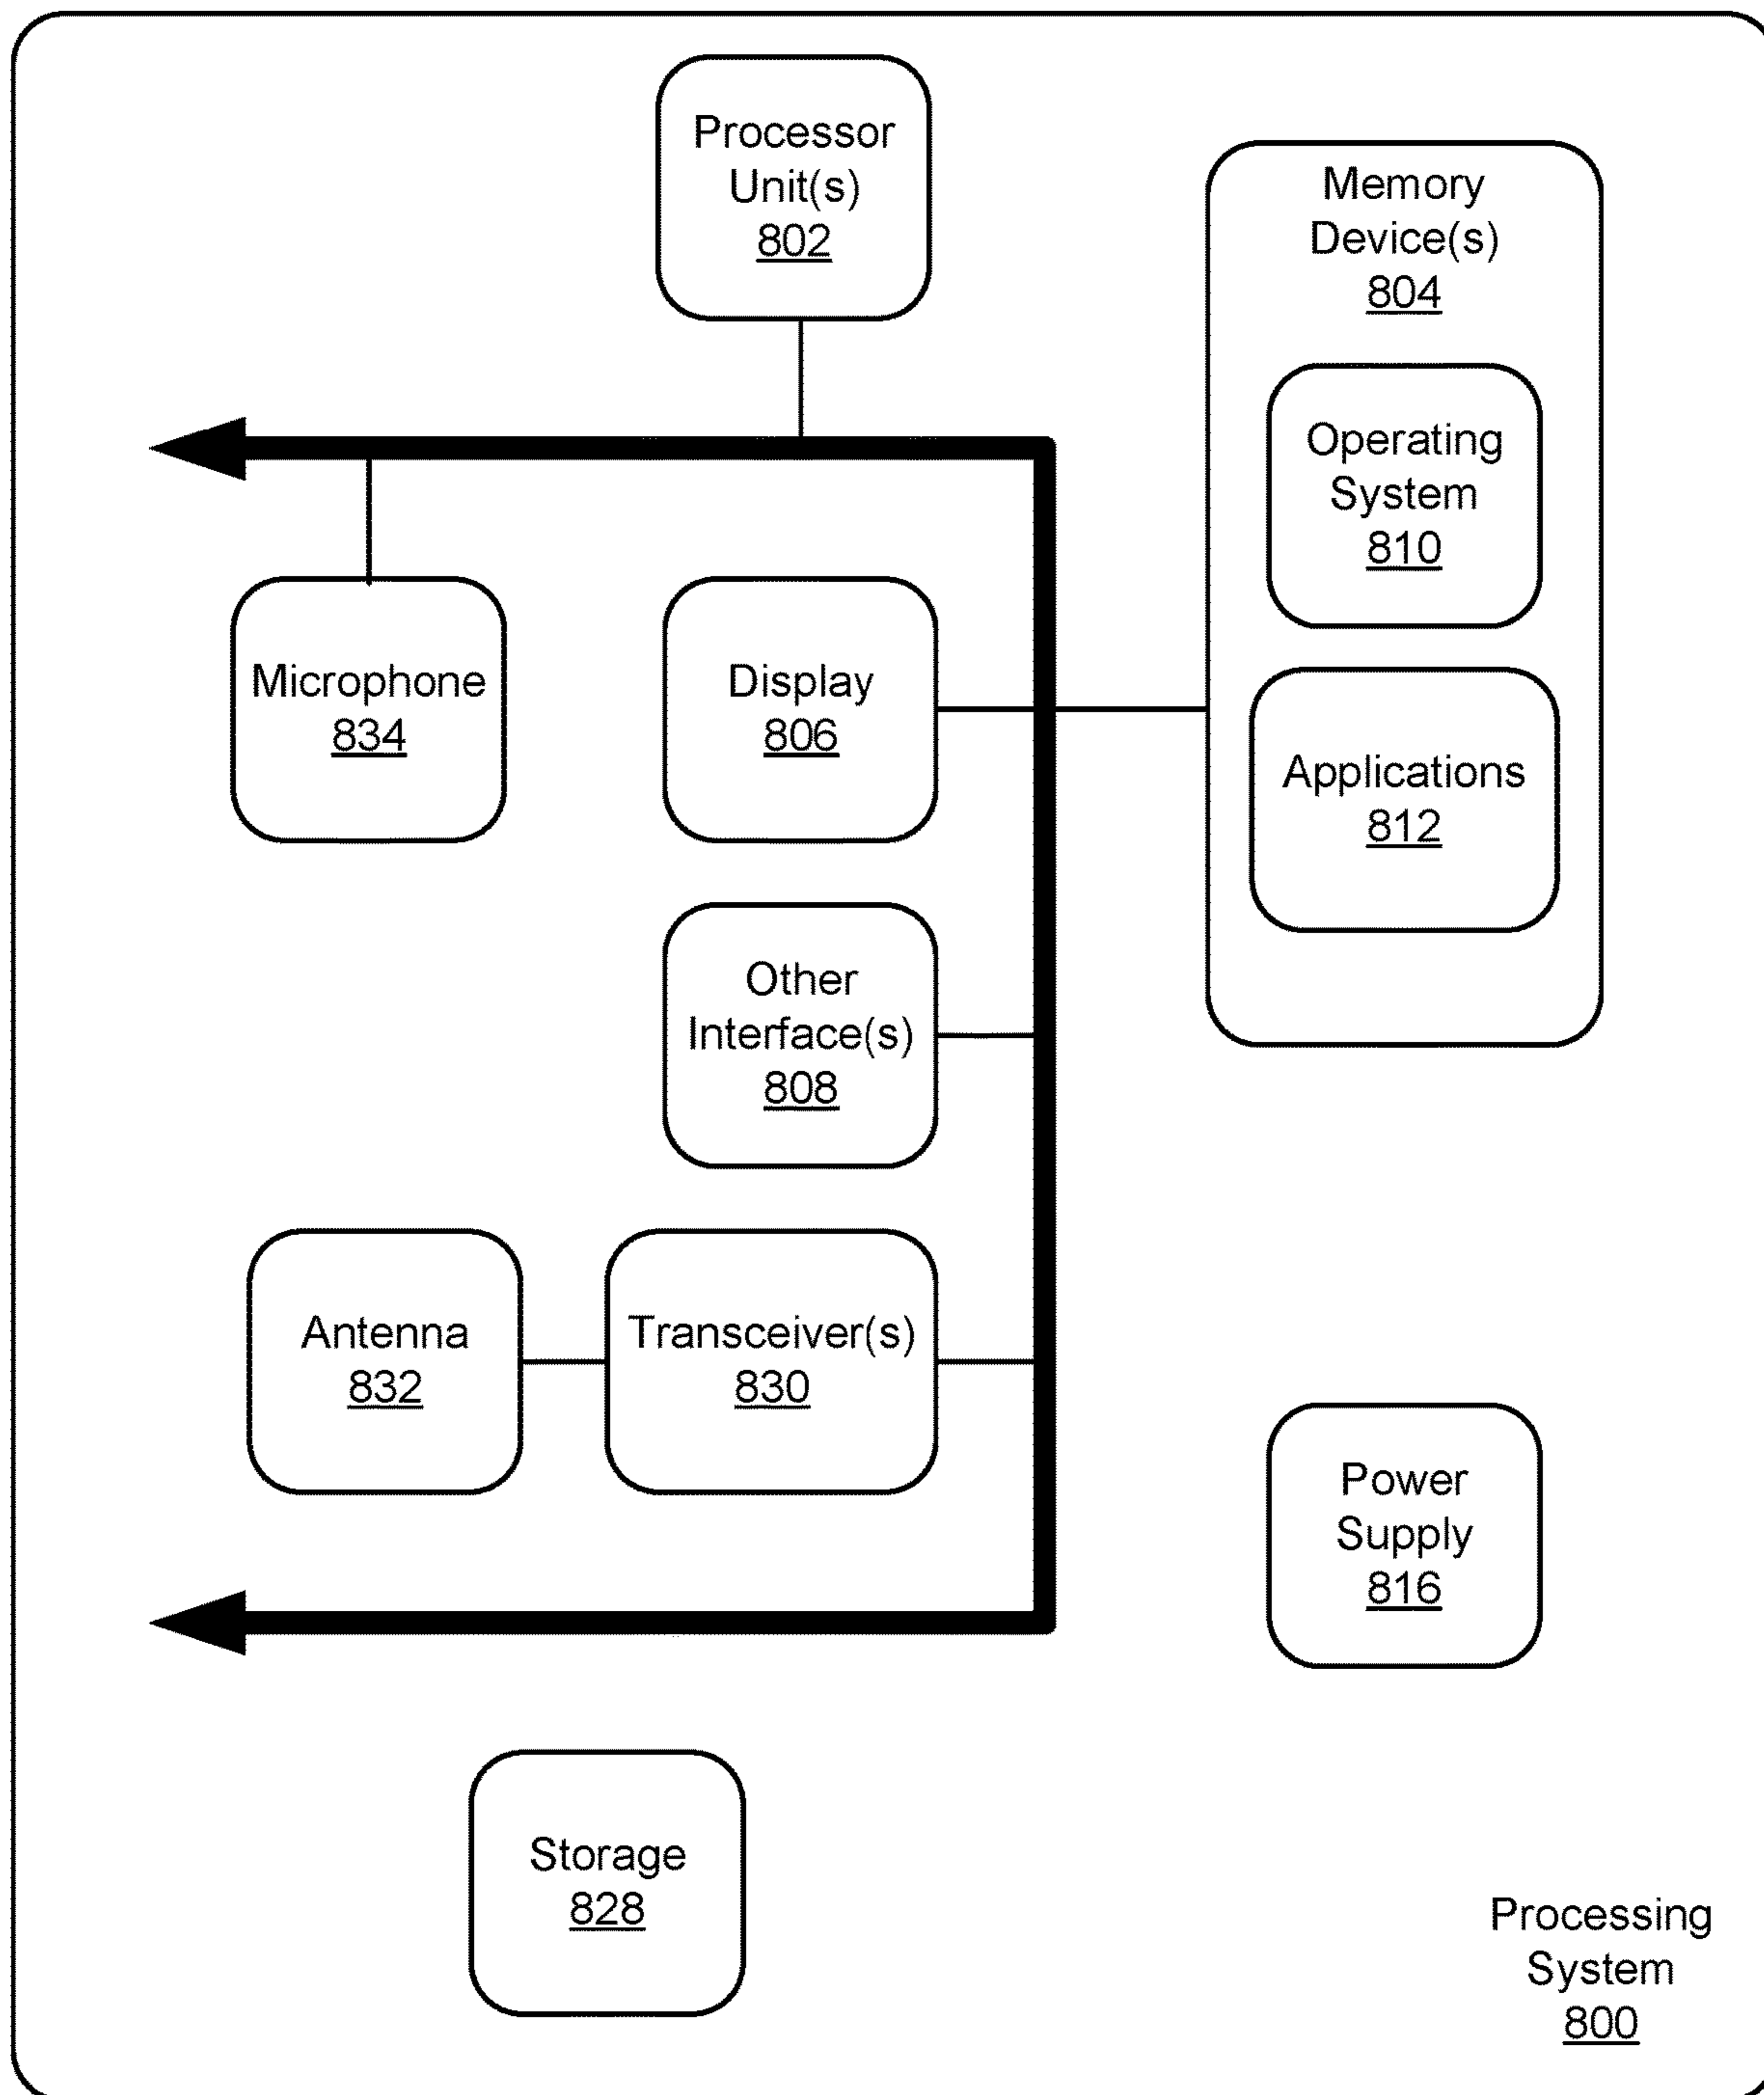 Processor
Unit(s)
802
Memory
Device(s)
804
Operating
System
810
Microphone
834
Display
806
Applications
812
Other
Interface(s)
808
Antenna
832
Transceiver(s)
830
Power
Supply
816
Storage
828
Processing
System
800